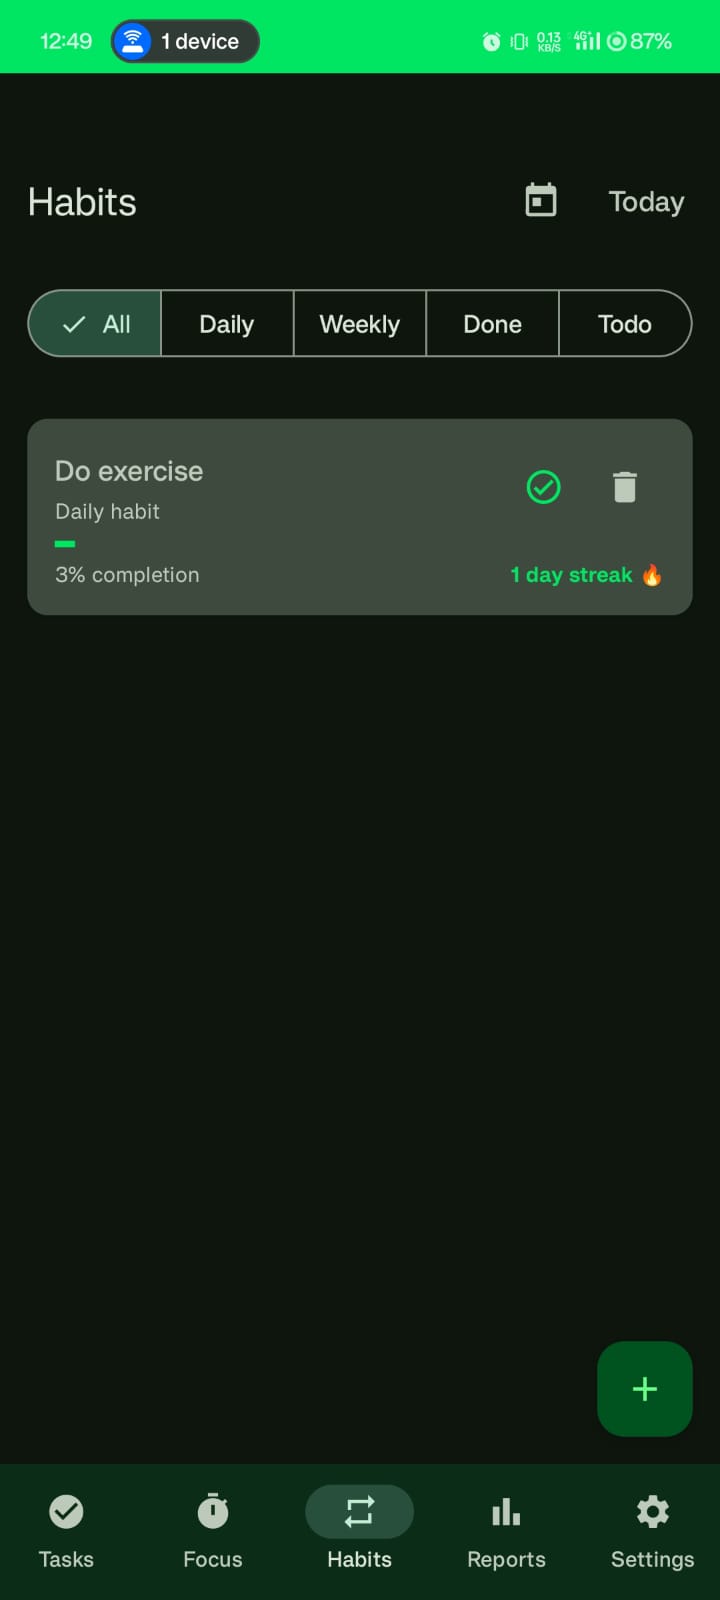 12:49 1 device 0.13 KB/S 4G+ 87%
Habits Today
All Daily Weekly Done Todo
Do exercise
Daily habit
3% completion 1 day streak 🔥
+
Tasks Focus Habits Reports Settings